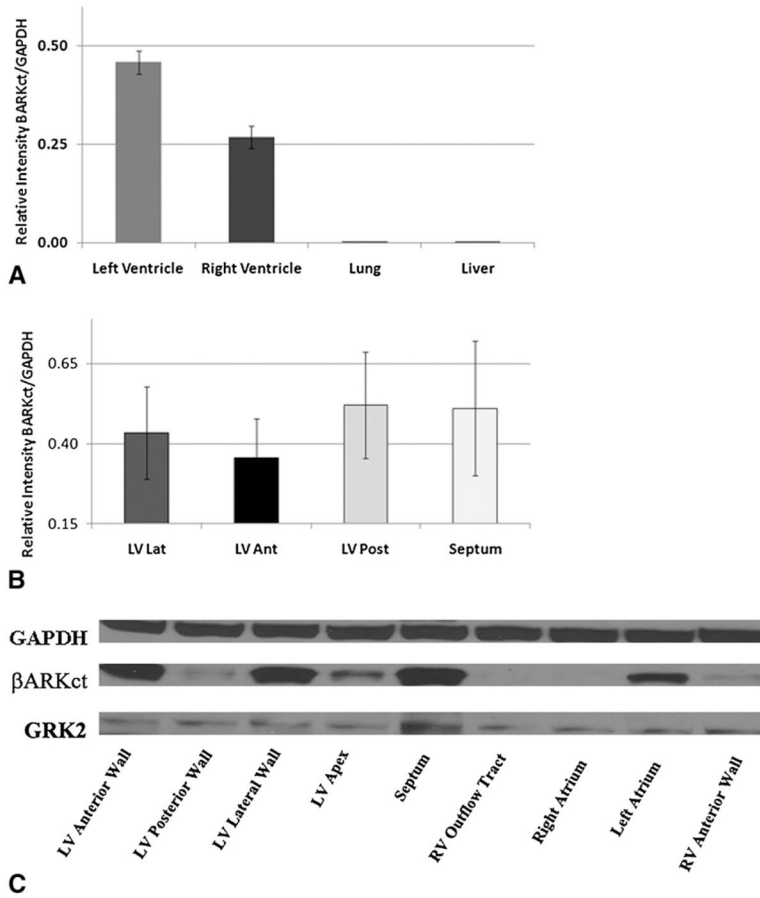 Relative Intensity BARKct/GAPDH
0.50
0.25
0.00
Left Ventricle Right Ventricle Lung Liver
A
Relative Intensity BARKct/GAPDH
0.65
0.40
0.15
LV Lat LV Ant LV Post Septum
B
GAPDH
βARKct
GRK2
LV Anterior Wall
LV Posterior Wall
LV Lateral Wall
LV Apex
Septum
RV Outflow Tract
Right Atrium
Left Atrium
RV Anterior Wall
C